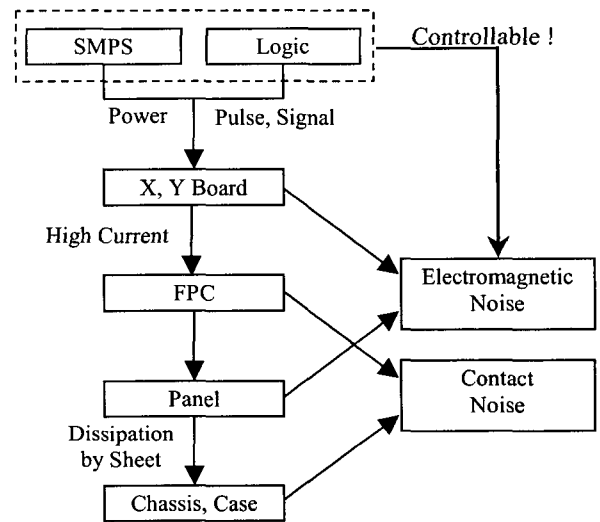 SMPS
Logic
Controllable !
Power
Pulse, Signal
X, Y Board
High Current
Electromagnetic
Noise
FPC
Contact
Noise
Panel
Dissipation
by Sheet
Chassis, Case